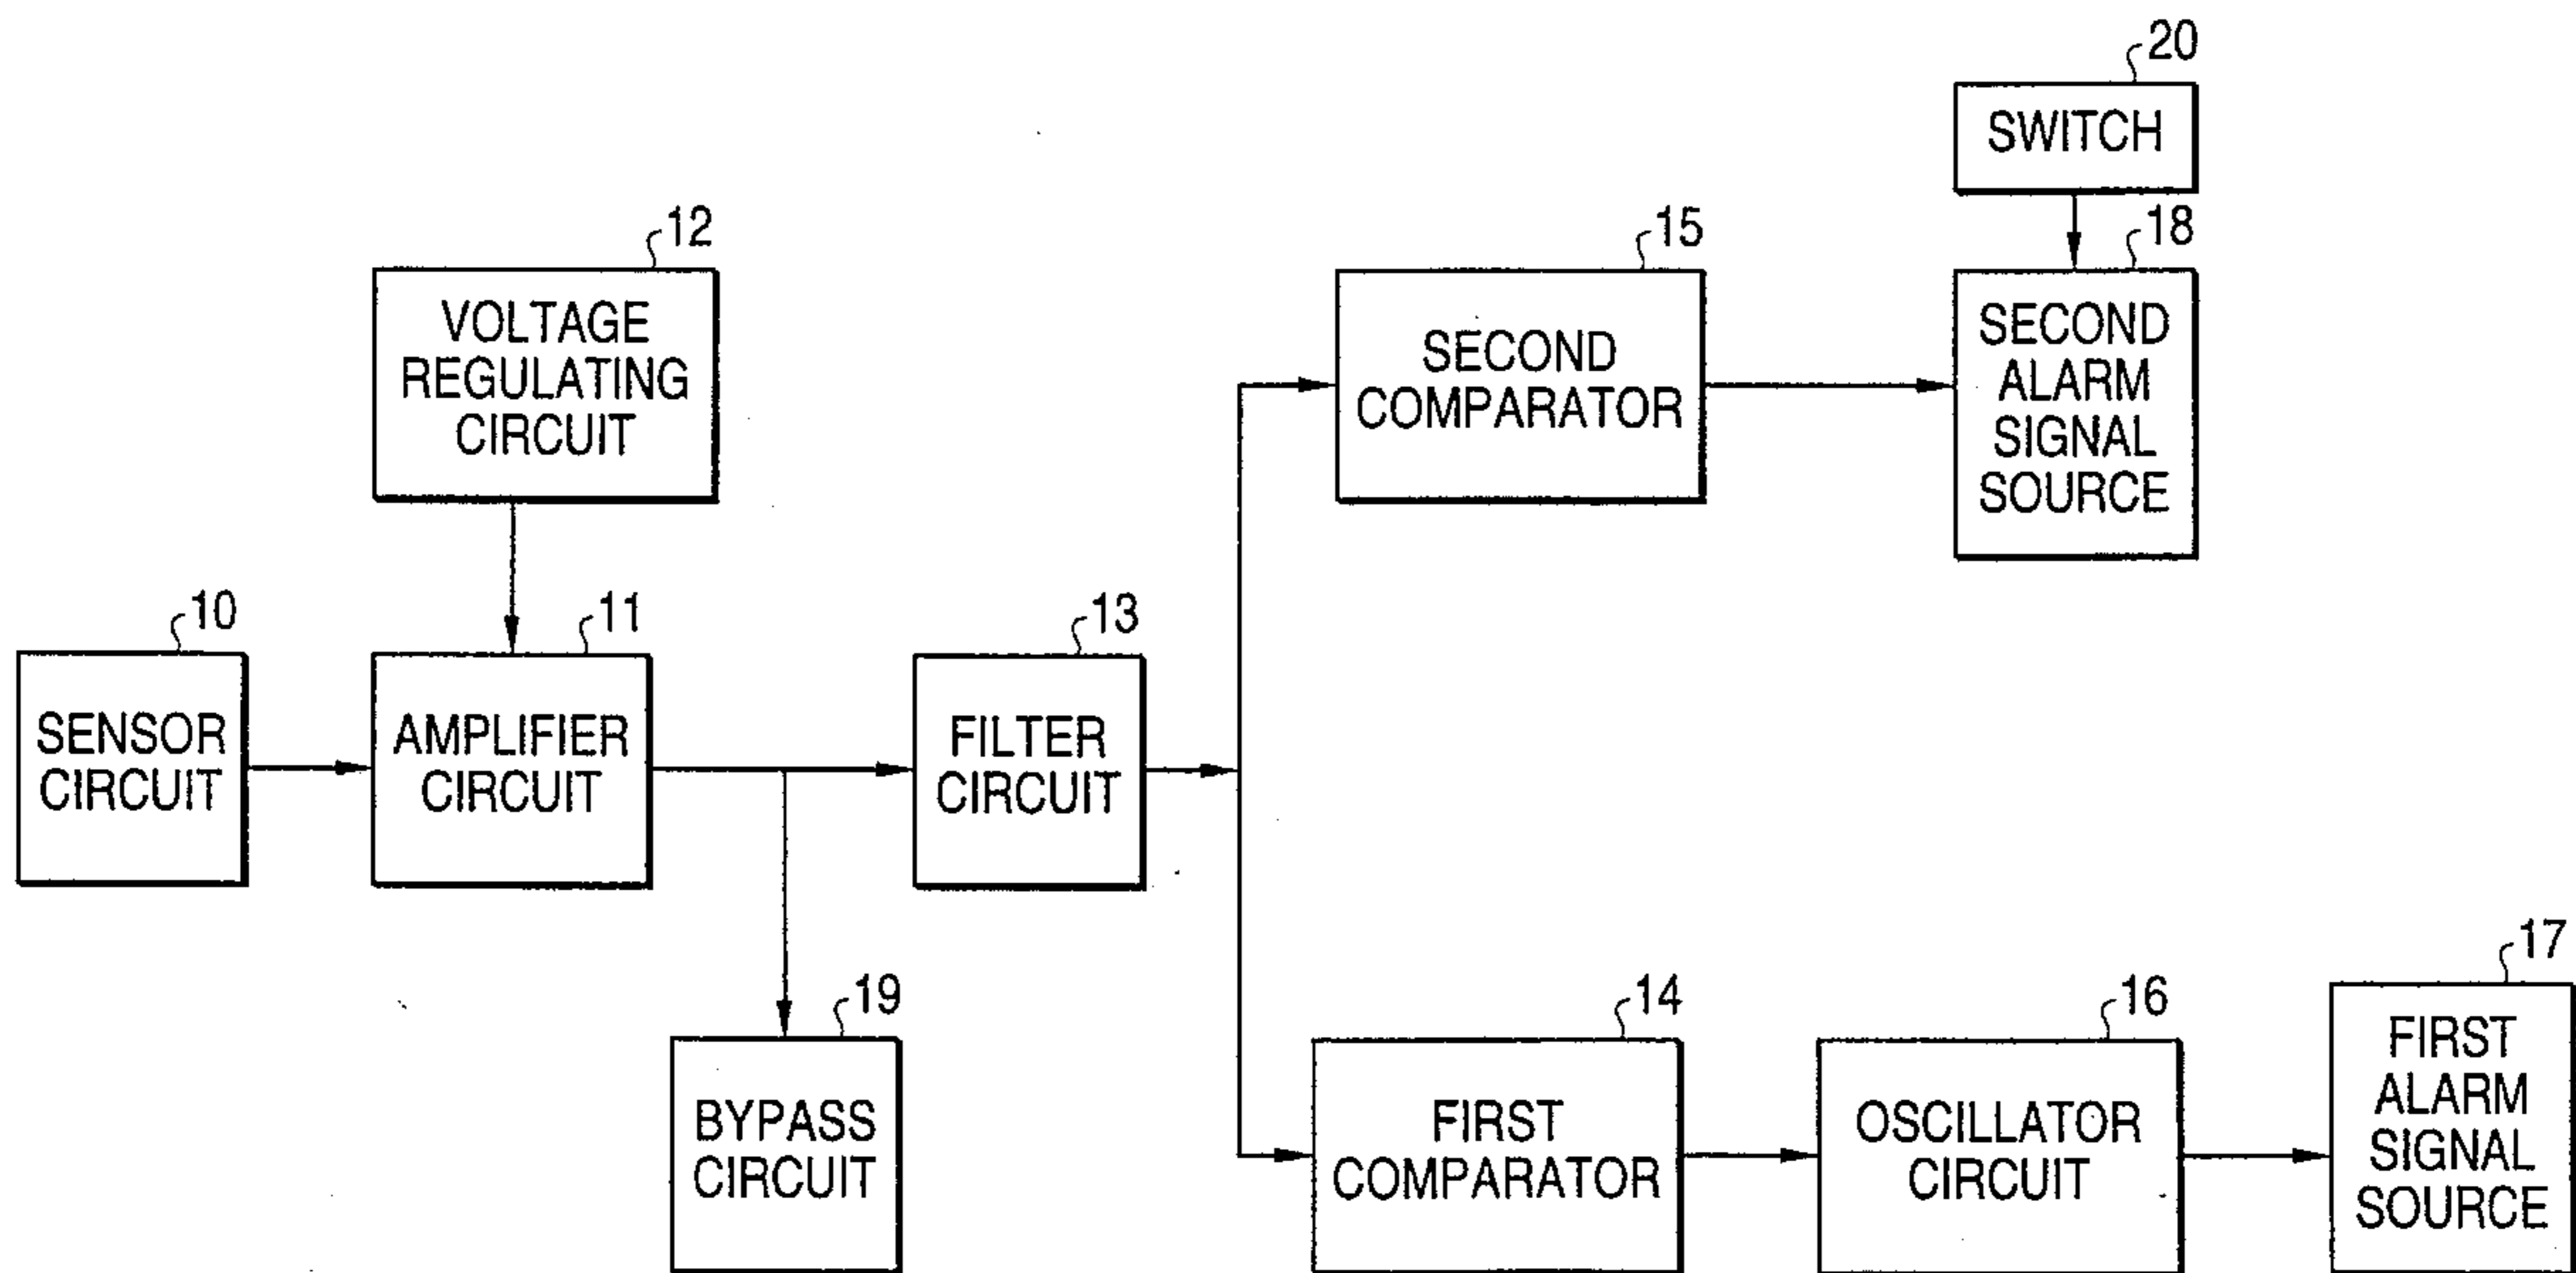 20
SWITCH
12
VOLTAGE
REGULATING
CIRCUIT
15
SECOND
COMPARATOR
18
SECOND
ALARM
SIGNAL
SOURCE
10
SENSOR
CIRCUIT
11
AMPLIFIER
CIRCUIT
13
FILTER
CIRCUIT
19
BYPASS
CIRCUIT
14
FIRST
COMPARATOR
16
OSCILLATOR
CIRCUIT
17
FIRST
ALARM
SIGNAL
SOURCE